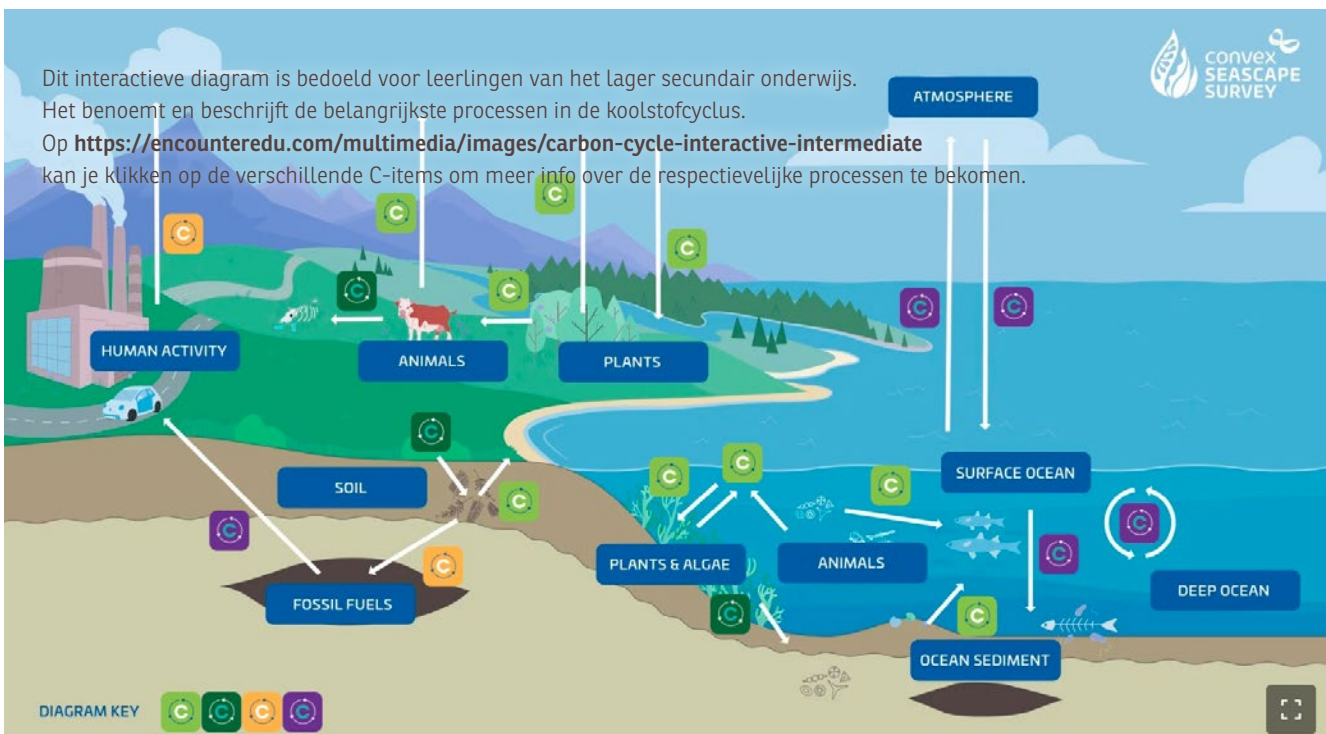 Dit interactieve diagram is bedoeld voor leerlingen van het lager secundair onderwijs.
Het benoemt en beschrijft de belangrijkste processen in de koolstofcyclus.
Op https://encounteredu.com/multimedia/images/carbon-cycle-interactive-intermediate
kan je klikken op de verschillende C-items om meer info over de respectievelijke processen te bekomen.
convex
SEASCAPE
SURVEY
ATMOSPHERE
C
C
C
C
C
C
C
C
HUMAN ACTIVITY
ANIMALS
PLANTS
C
C
C
C
SURFACE OCEAN
SOIL
C
C
C
C
PLANTS & ALGAE
ANIMALS
C
DEEP OCEAN
FOSSIL FUELS
C
C
OCEAN SEDIMENT
DIAGRAM KEY
C
C
C
C